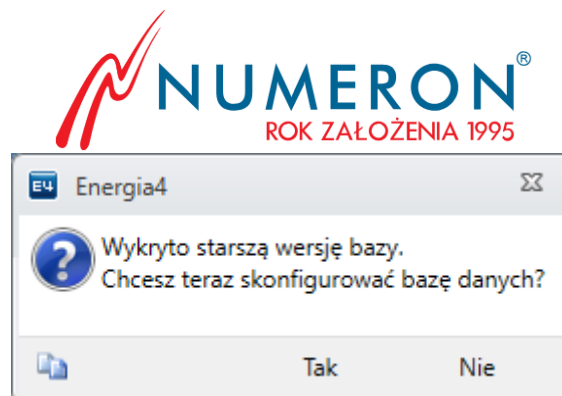 NUMERON®
ROK ZAŁOŻENIA 1995
E4 Energia4
Wykryto starszą wersję bazy.
Chcesz teraz skonfigurować bazę danych?
Tak Nie